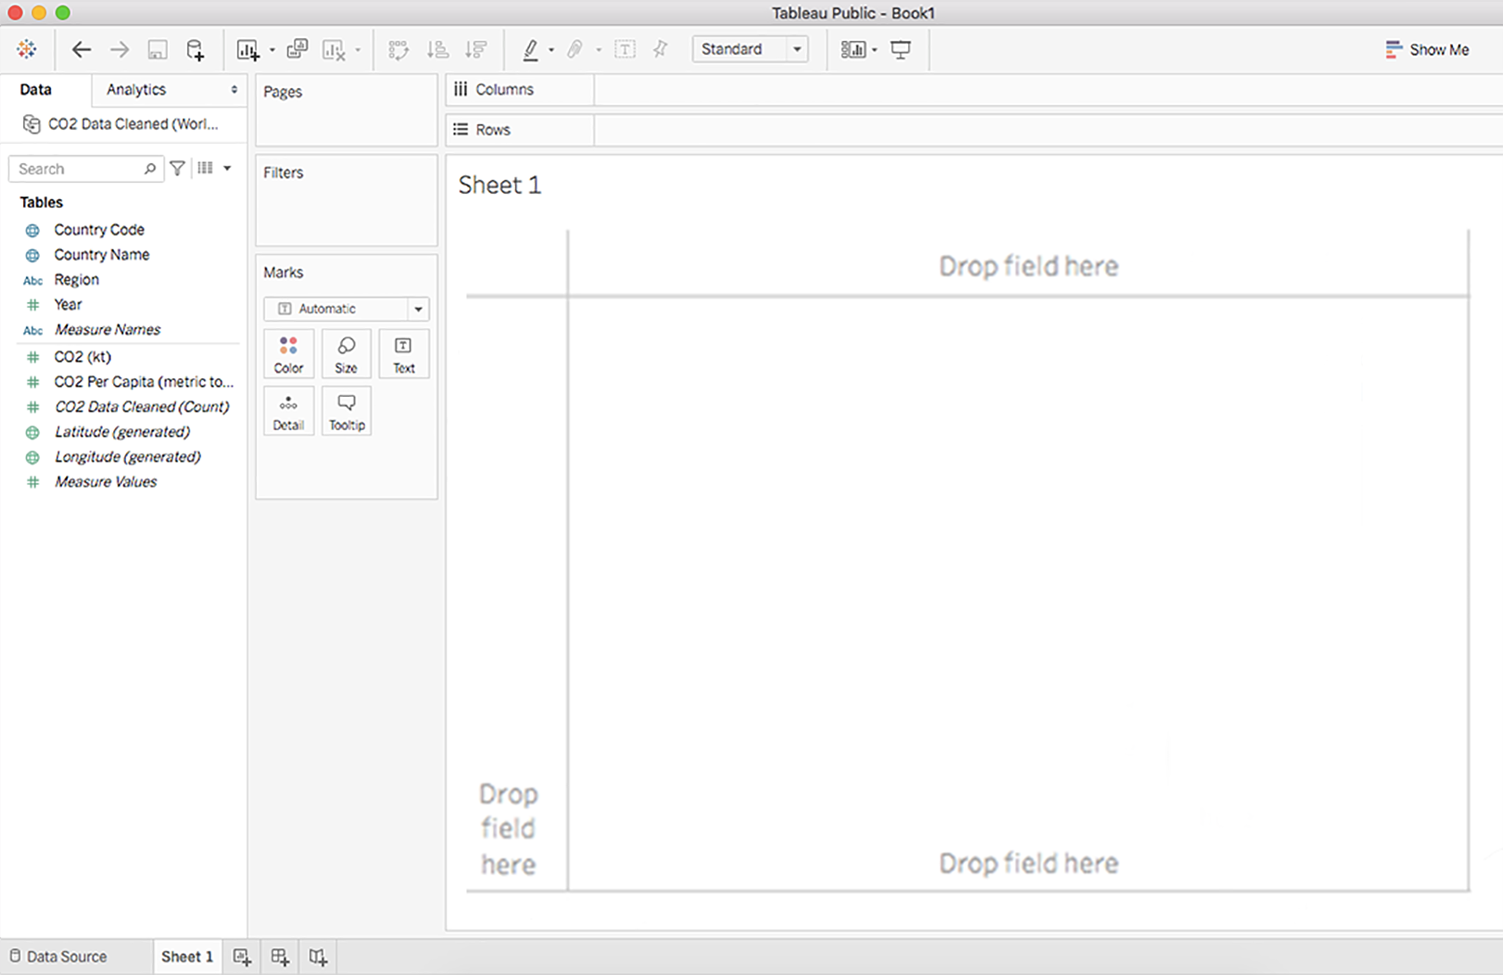 Tableau Public - Book1
Standard
Show Me
Data
Analytics
CO2 Data Cleaned (Worl...
Search
Tables
Country Code
Country Name
Abc Region
Year
Abc Measure Names
CO2 (kt)
CO2 Per Capita (metric to...
CO2 Data Cleaned (Count)
Latitude (generated)
Longitude (generated)
Measure Values
Pages
Filters
Marks
Automatic
Color
Size
Text
Detail
Tooltip
Columns
Rows
Sheet 1
Drop field here
Drop
field
here
Drop field here
Data Source
Sheet 1